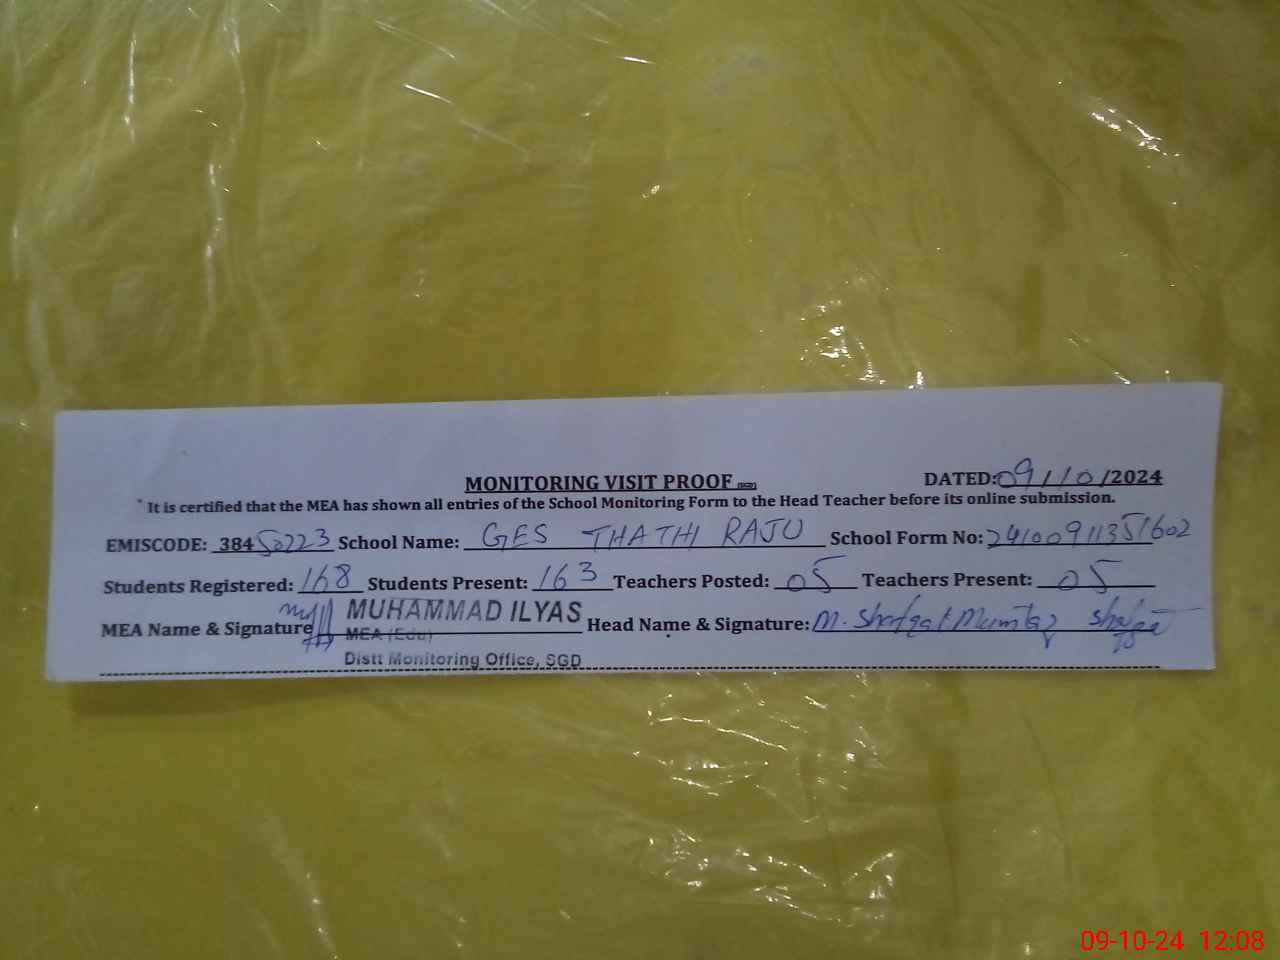 MONITORING VISIT PROOF (SGD) DATED: 09/10/2024
* It is certified that the MEA has shown all entries of the School Monitoring Form to the Head Teacher before its online submission.
EMISCODE: 38450223 School Name: GES THATHI RAJU School Form No: 24100911351602
Students Registered: 168 Students Present: 163 Teachers Posted: 05 Teachers Present: 05
MEA Name & Signature MUHAMMAD ILYAS Head Name & Signature: M. Shafqat Mumtaz
MEA (Edu)
Distt Monitoring Office, SGD
09-10-24 12:08